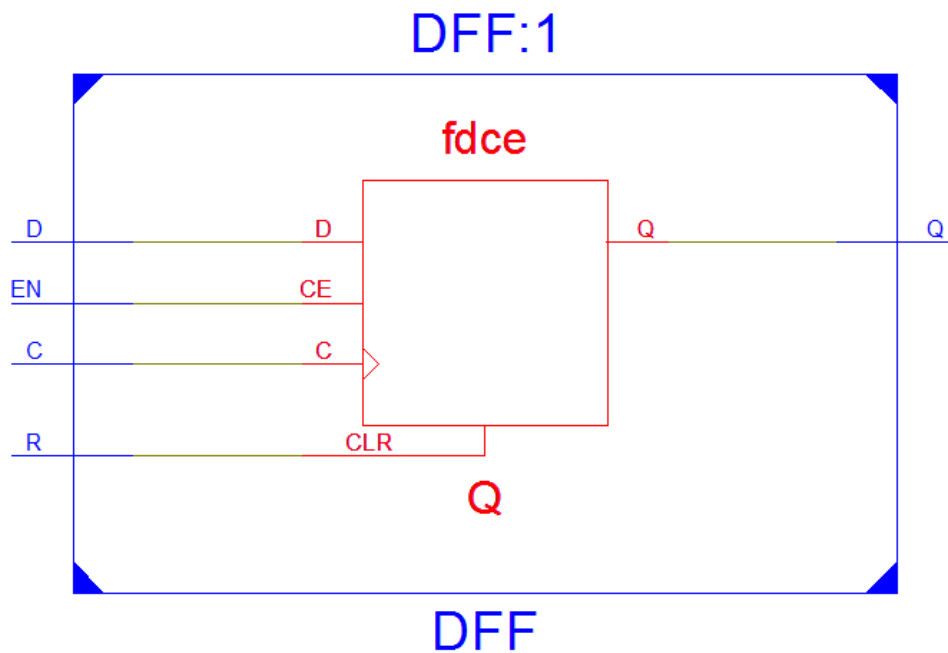 DFF:1
fdce
D D Q Q
EN CE
C C
R CLR
Q
DFF